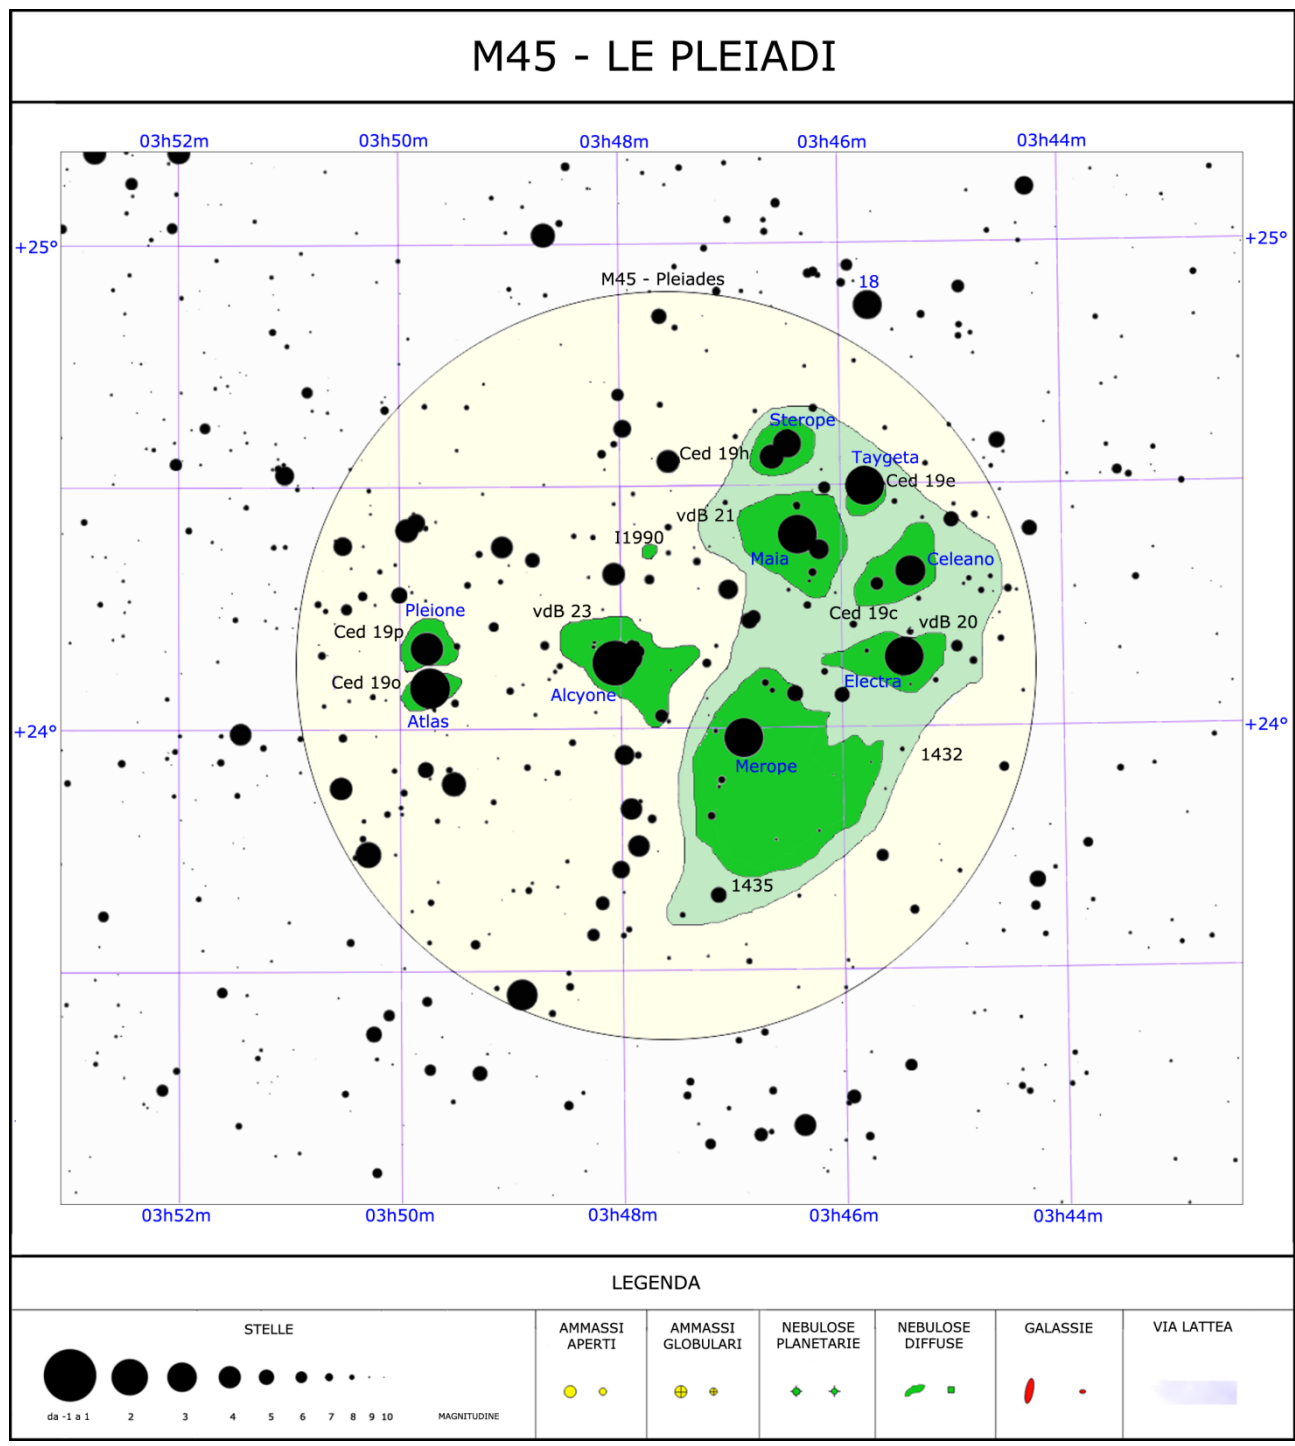 M45 - LE PLEIADI
03h52m 03h50m 03h48m 03h46m 03h44m
+25° +25°
M45 - Pleiades
18
Sterope
Ced 19h
Taygeta
Ced 19e
vdB 21
I1990
Maia
Celeano
Pleione
vdB 23
Ced 19c
vdB 20
Ced 19p
Ced 19o
Electra
Alcyone
Atlas
+24° +24°
1432
Merope
1435
03h52m 03h50m 03h48m 03h46m 03h44m
LEGENDA
STELLE
da -1 a 1 2 3 4 5 6 7 8 9 10 MAGNITUDINE
AMMASSI
APERTI
AMMASSI
GLOBULARI
NEBULOSE
PLANETARIE
NEBULOSE
DIFFUSE
GALASSIE
VIA LATTEA